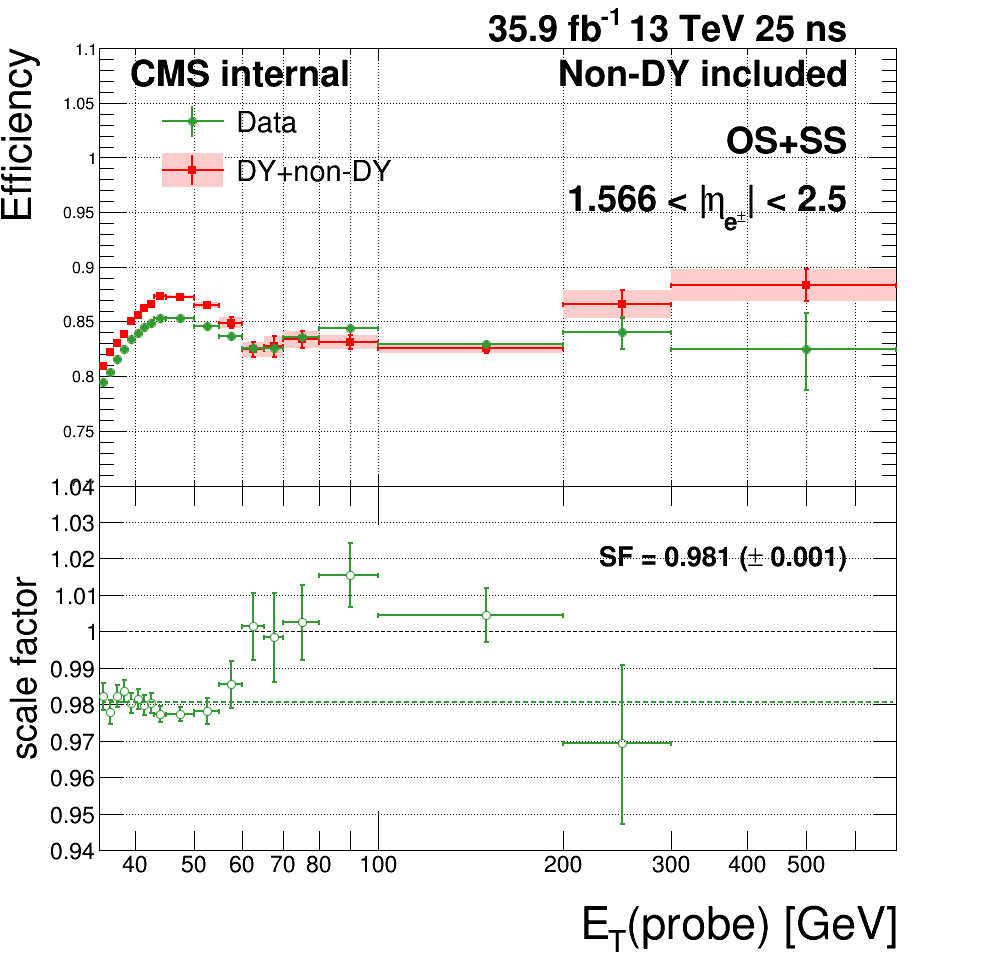 35.9 fb⁻¹ 13 TeV 25 ns
CMS internal
Non-DY included
Data
DY+non-DY
OS+SS
1.566 < |η_e±| < 2.5
Efficiency
1.1
1.05
1
0.95
0.9
0.85
0.8
0.75
1.04
1.03
1.02
1.01
1
0.99
0.98
0.97
0.96
0.95
0.94
SF = 0.981 (± 0.001)
scale factor
40 50 60 70 80 100 200 300 400 500
E_T(probe) [GeV]